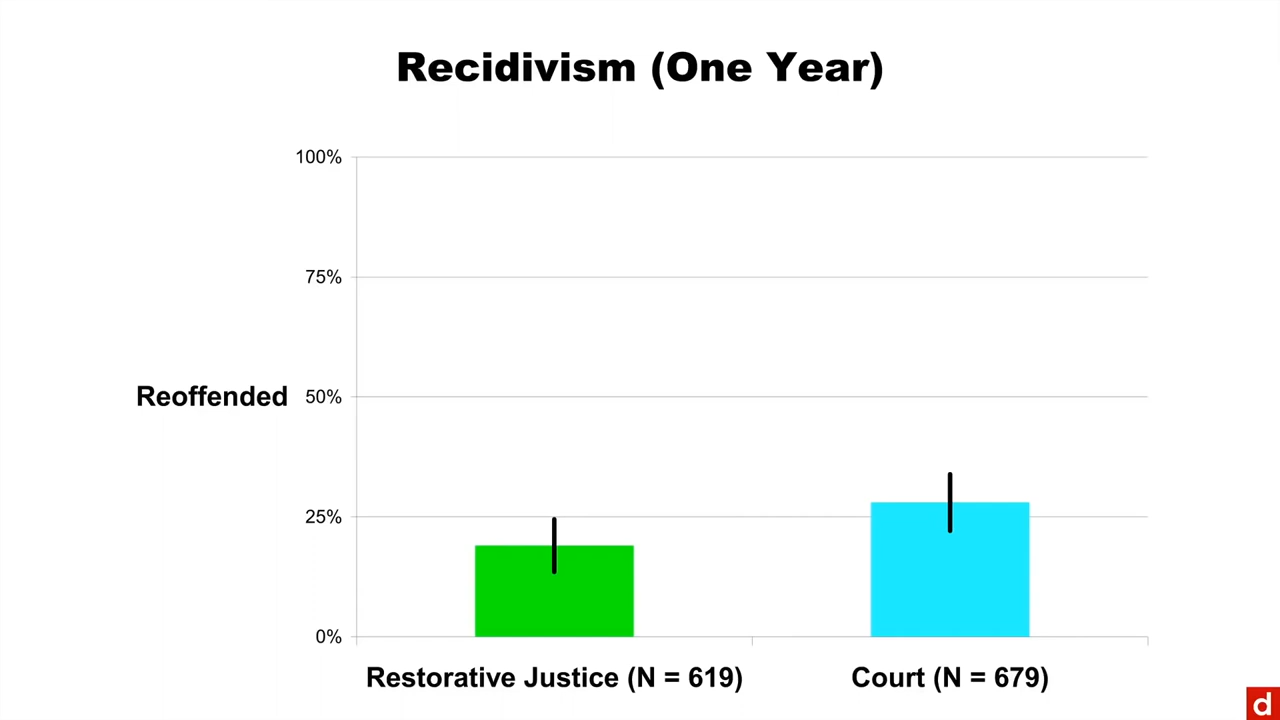 Recidivism (One Year)
100%
75%
Reoffended 50%
25%
0%
Restorative Justice (N = 619) Court (N = 679)
d